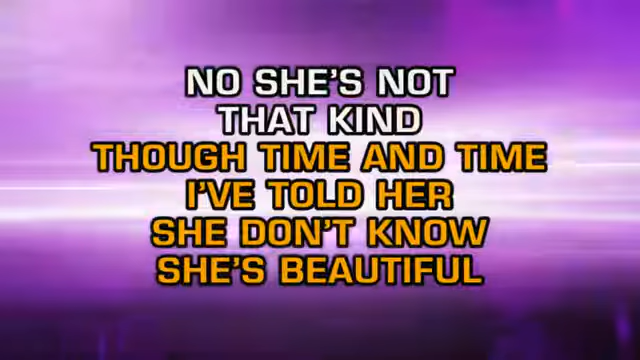 NO SHE'S NOT
THAT KIND
THOUGH TIME AND TIME
I'VE TOLD HER
SHE DON'T KNOW
SHE'S BEAUTIFUL